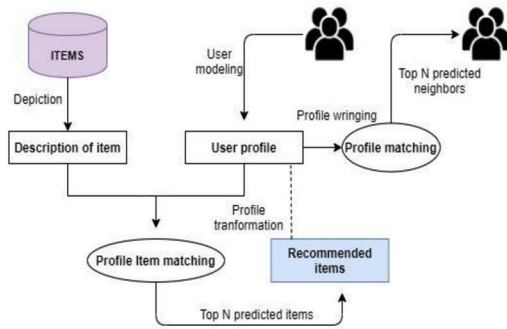 ITEMS
User
modeling
Top N predicted
neighbors
Depiction
Profile wringing
Description of item
User profile
Profile matching
Profile
tranformation
Profile Item matching
Recommended
items
Top N predicted items